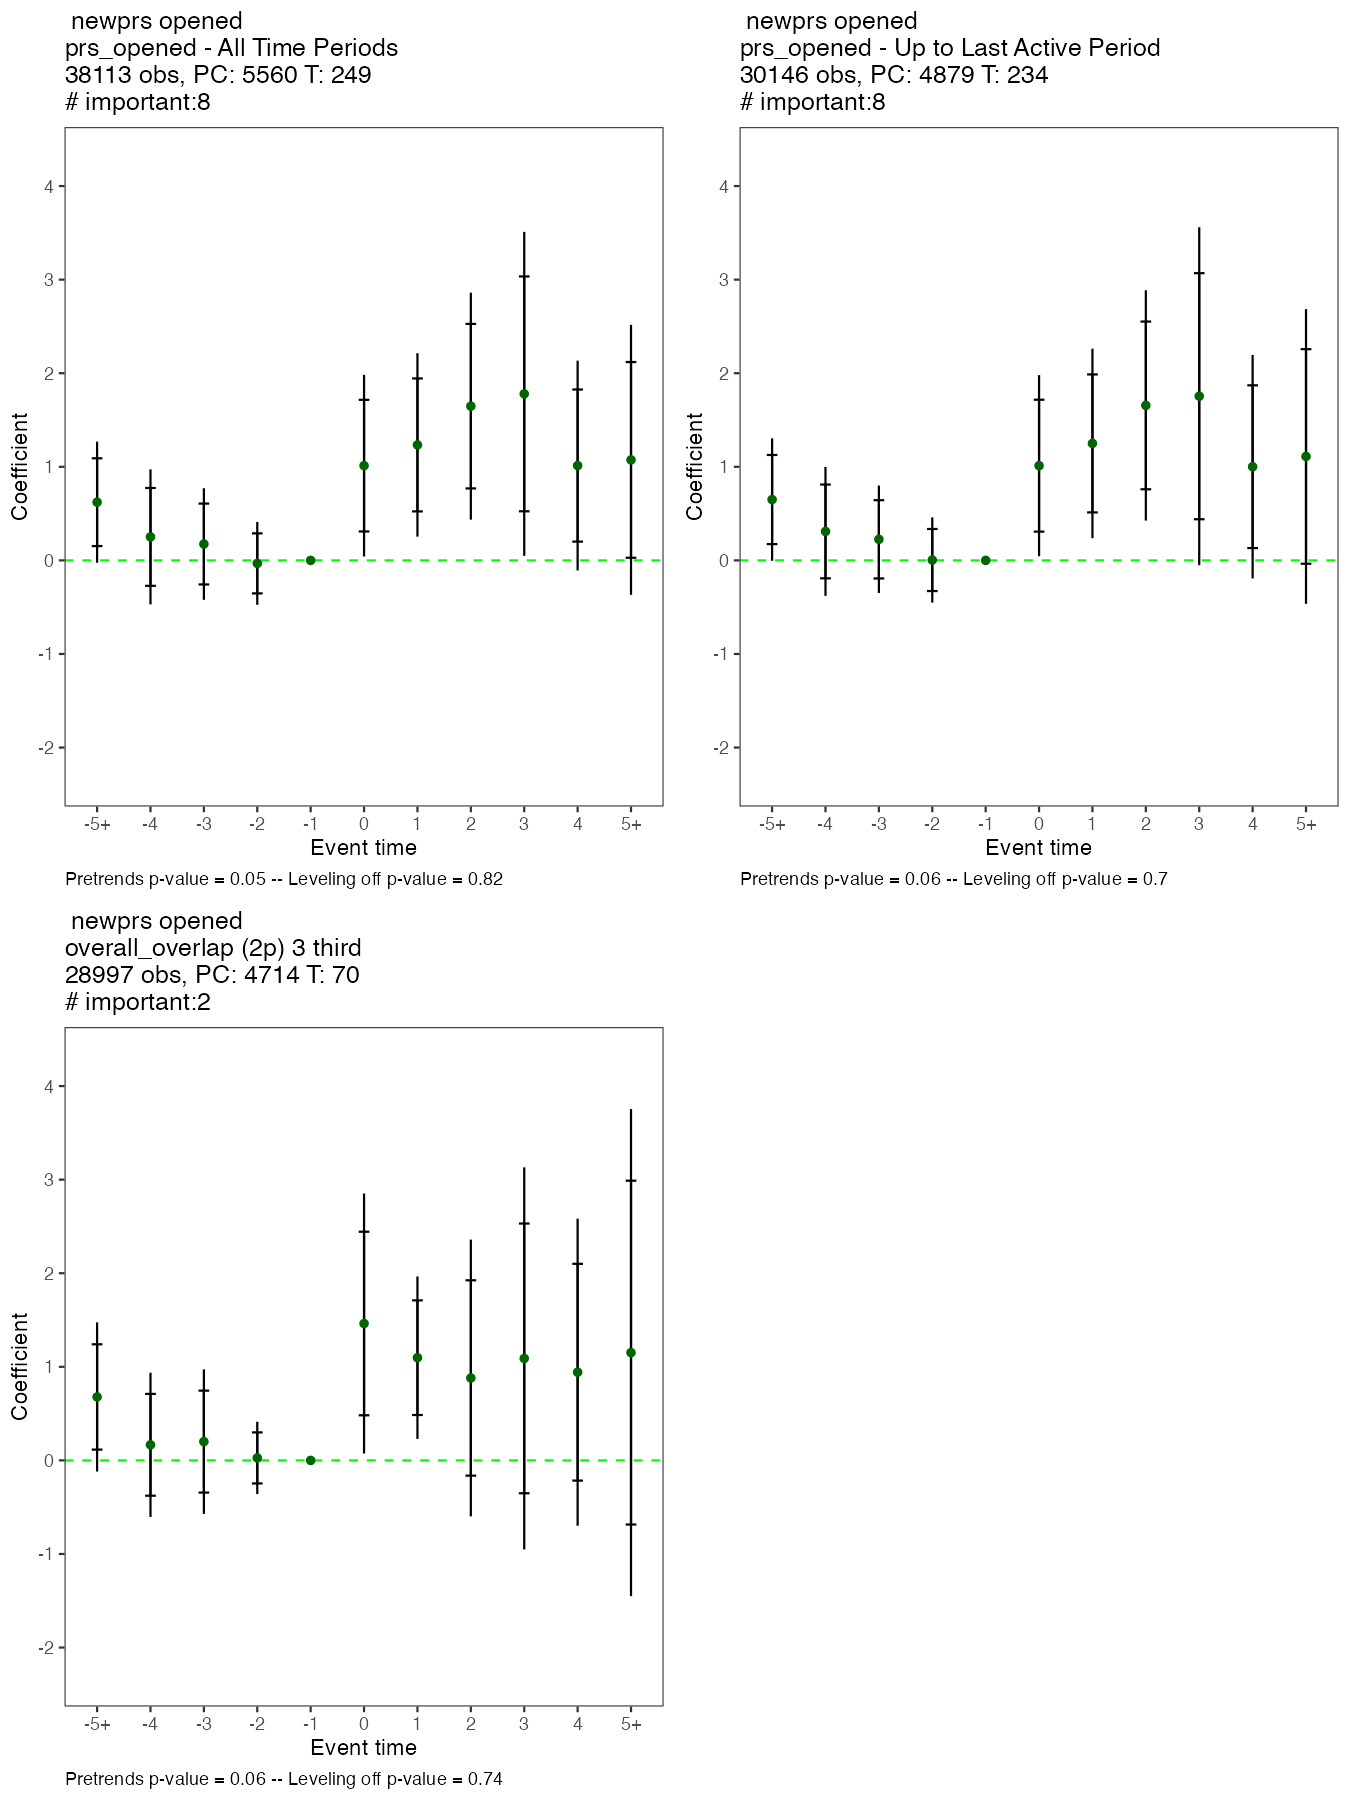 newprs opened
prs_opened - All Time Periods
38113 obs, PC: 5560 T: 249
# important:8
4
3
2
1
0
-1
-2
Coefficient
-5+ -4 -3 -2 -1 0 1 2 3 4 5+
Event time
Pretrends p-value = 0.05 -- Leveling off p-value = 0.82
newprs opened
prs_opened - Up to Last Active Period
30146 obs, PC: 4879 T: 234
# important:8
4
3
2
1
0
-1
-2
Coefficient
-5+ -4 -3 -2 -1 0 1 2 3 4 5+
Event time
Pretrends p-value = 0.06 -- Leveling off p-value = 0.7
newprs opened
overall_overlap (2p) 3 third
28997 obs, PC: 4714 T: 70
# important:2
4
3
2
1
0
-1
-2
Coefficient
-5+ -4 -3 -2 -1 0 1 2 3 4 5+
Event time
Pretrends p-value = 0.06 -- Leveling off p-value = 0.74